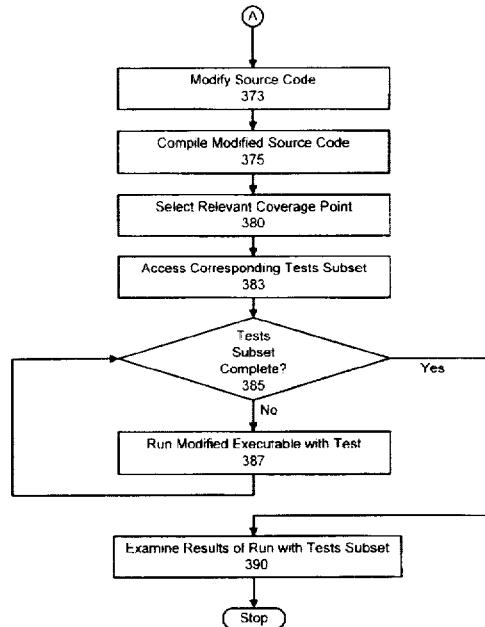 A
Modify Source Code
373
Compile Modified Source Code
375
Select Relevant Coverage Point
380
Access Corresponding Tests Subset
383
Tests
Subset
Complete?
385
Yes
No
Run Modified Executable with Test
387
Examine Results of Run with Tests Subset
390
Stop